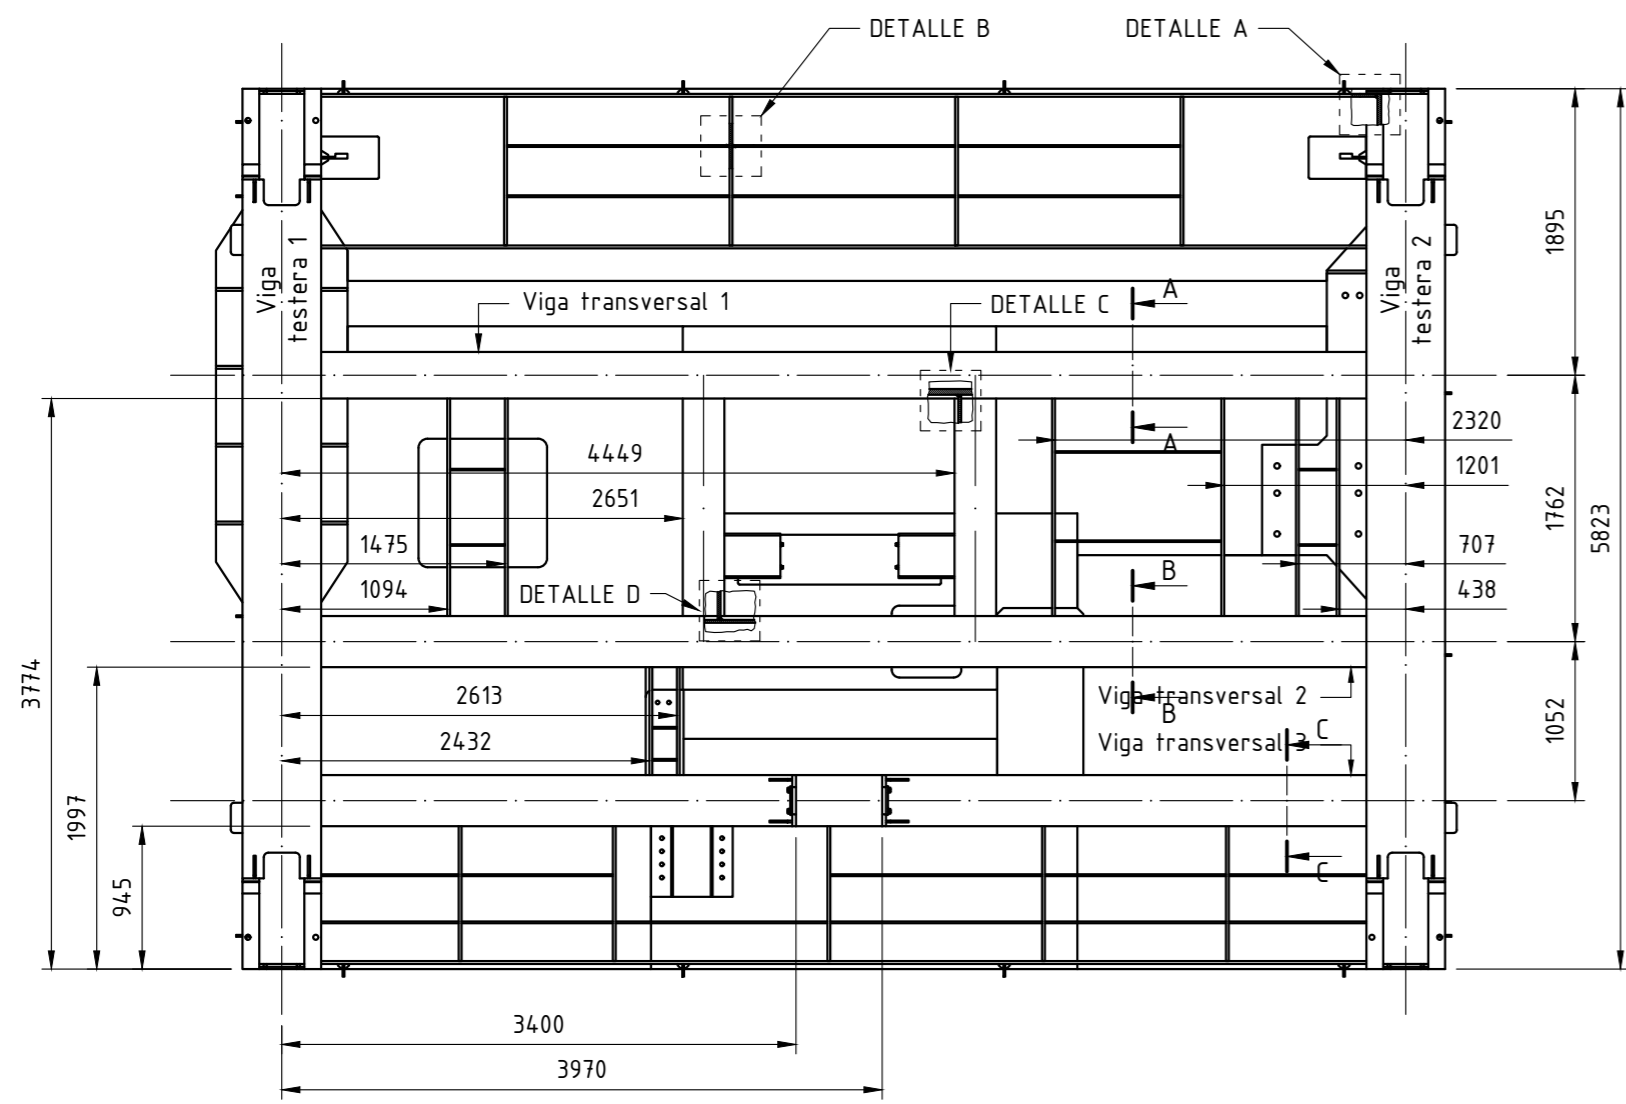 DETALLE B
DETALLE A
1895
Viga
testera 1
Viga
testera 2
Viga transversal 1
DETALLE C
A
A
2320
4449
1201
2651
1762
5823
1475
707
1094
DETALLE D
B
438
3774
2613
Viga transversal 2
B
1052
2432
Viga transversal 3
C
1997
945
C
3400
3970